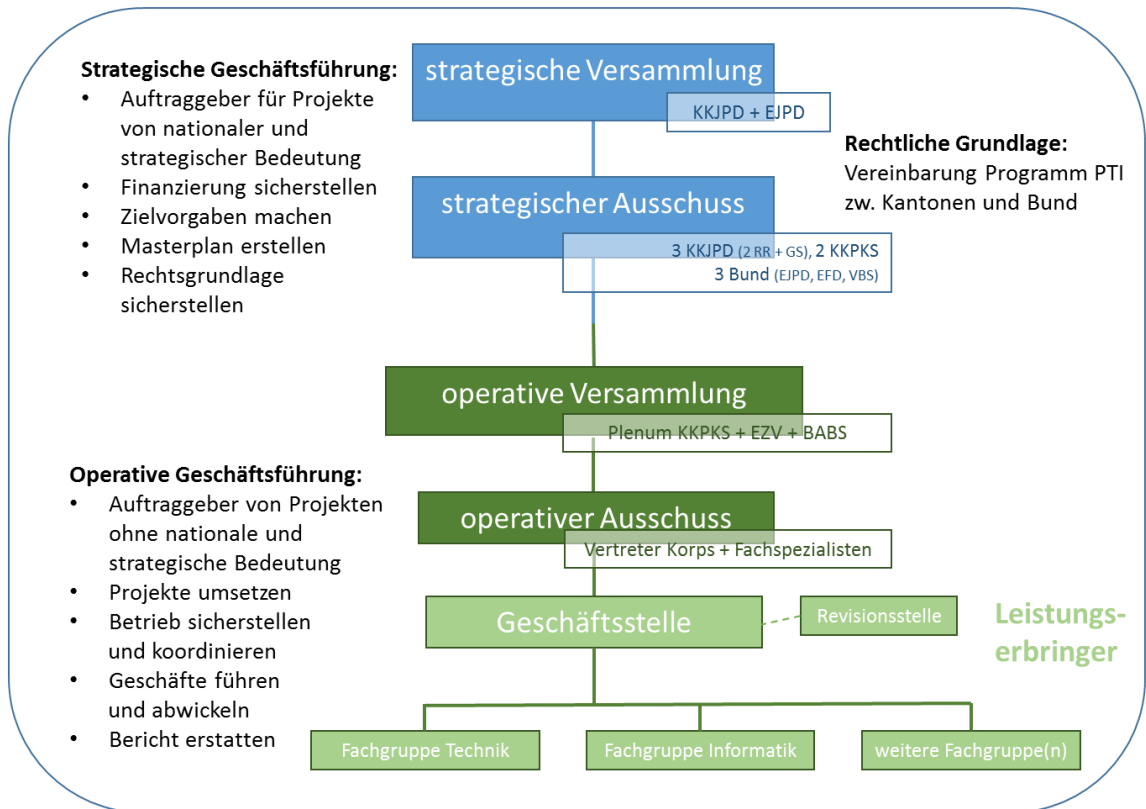 strategische Versammlung
KKJPD + EJPD
Strategische Geschäftsführung:
• Auftraggeber für Projekte
von nationaler und
strategischer Bedeutung
• Finanzierung sicherstellen
• Zielvorgaben machen
• Masterplan erstellen
• Rechtsgrundlage
sicherstellen
Rechtliche Grundlage:
Vereinbarung Programm PTI
zw. Kantonen und Bund
strategischer Ausschuss
3 KKJPD (2 RR + GS), 2 KKPKS
3 Bund (EJPD, EFD, VBS)
operative Versammlung
Plenum KKPKS + EZV + BABS
Operative Geschäftsführung:
• Auftraggeber von Projekten
ohne nationale und
strategische Bedeutung
• Projekte umsetzen
• Betrieb sicherstellen
und koordinieren
• Geschäfte führen
und abwickeln
• Bericht erstatten
operativer Ausschuss
Vertreter Korps + Fachspezialisten
Geschäftsstelle
Revisionsstelle
Leistungs-
erbringer
Fachgruppe Technik
Fachgruppe Informatik
weitere Fachgruppe(n)